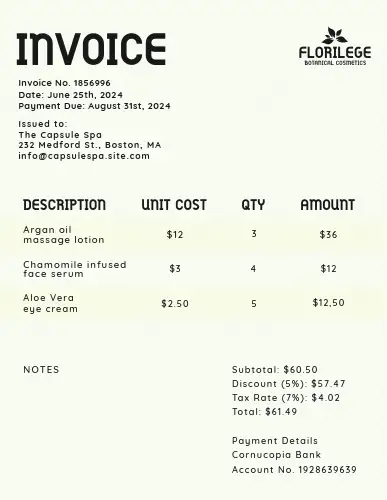 INVOICE
FLORILEGE
BOTANICAL COSMETICS
Invoice No. 1856996
Date: June 25th, 2024
Payment Due: August 31st, 2024
Issued to:
The Capsule Spa
232 Medford St., Boston, MA
info@capsulespa.site.com
DESCRIPTION UNIT COST QTY AMOUNT
Argan oil
massage lotion $12 3 $36
Chamomile infused
face serum $3 4 $12
Aloe Vera
eye cream $2.50 5 $12,50
NOTES
Subtotal: $60.50
Discount (5%): $57.47
Tax Rate (7%): $4.02
Total: $61.49
Payment Details
Cornucopia Bank
Account No. 1928639639